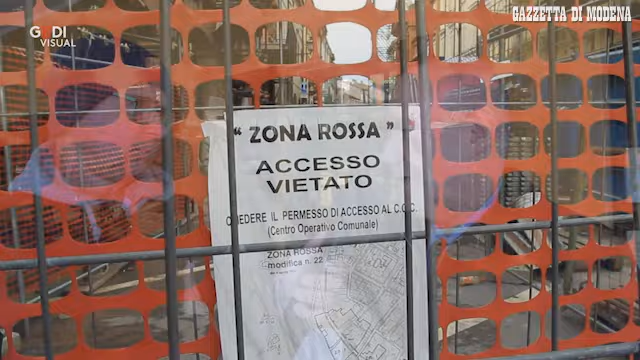 GEDI
VISUAL
GAZZETTA DI MODENA
“ ZONA ROSSA ”
ACCESSO
VIETATO
CHIEDERE IL PERMESSO DI ACCESSO AL C.O.C.
(Centro Operativo Comunale)
ZONA ROSSA
modifica n. 22